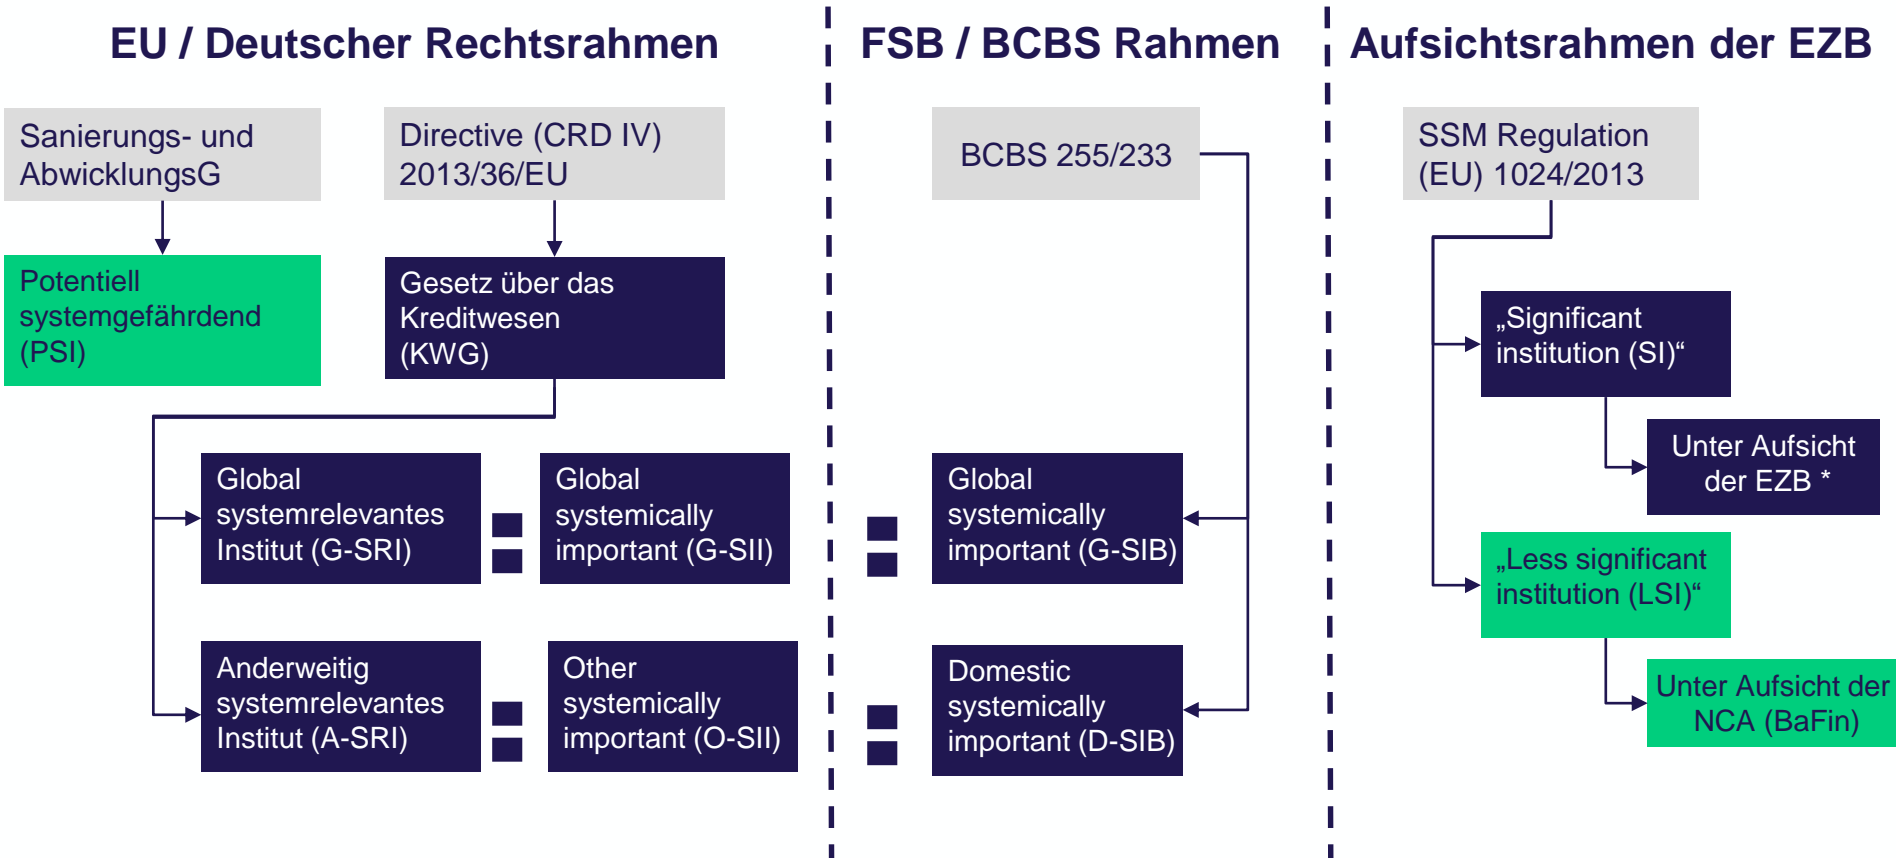 EU / Deutscher Rechtsrahmen
FSB / BCBS Rahmen
Aufsichtsrahmen der EZB
Sanierungs- und
AbwicklungsG
Directive (CRD IV)
2013/36/EU
BCBS 255/233
SSM Regulation
(EU) 1024/2013
Potentiell
systemgefährdend
(PSI)
Gesetz über das
Kreditwesen
(KWG)
„Significant
institution (SI)“
Unter Aufsicht
der EZB *
Global
systemrelevantes
Institut (G-SRI)
Global
systemically
important (G-SII)
Global
systemically
important (G-SIB)
„Less significant
institution (LSI)“
Anderweitig
systemrelevantes
Institut (A-SRI)
Other
systemically
important (O-SII)
Domestic
systemically
important (D-SIB)
Unter Aufsicht der
NCA (BaFin)